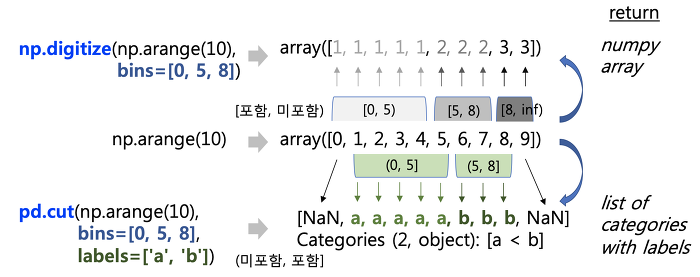 return
np.digitize(np.arange(10),
bins=[0, 5, 8])
array([1, 1, 1, 1, 1, 2, 2, 2, 3, 3])
numpy
array
[포함, 미포함)
[0, 5)
[5, 8)
[8, inf)
np.arange(10)
array([0, 1, 2, 3, 4, 5, 6, 7, 8, 9])
(0, 5]
(5, 8]
pd.cut(np.arange(10),
bins=[0, 5, 8],
labels=['a', 'b'])
[NaN, a, a, a, a, a, b, b, b, NaN]
Categories (2, object): [a < b]
(미포함, 포함]
list of
categories
with labels